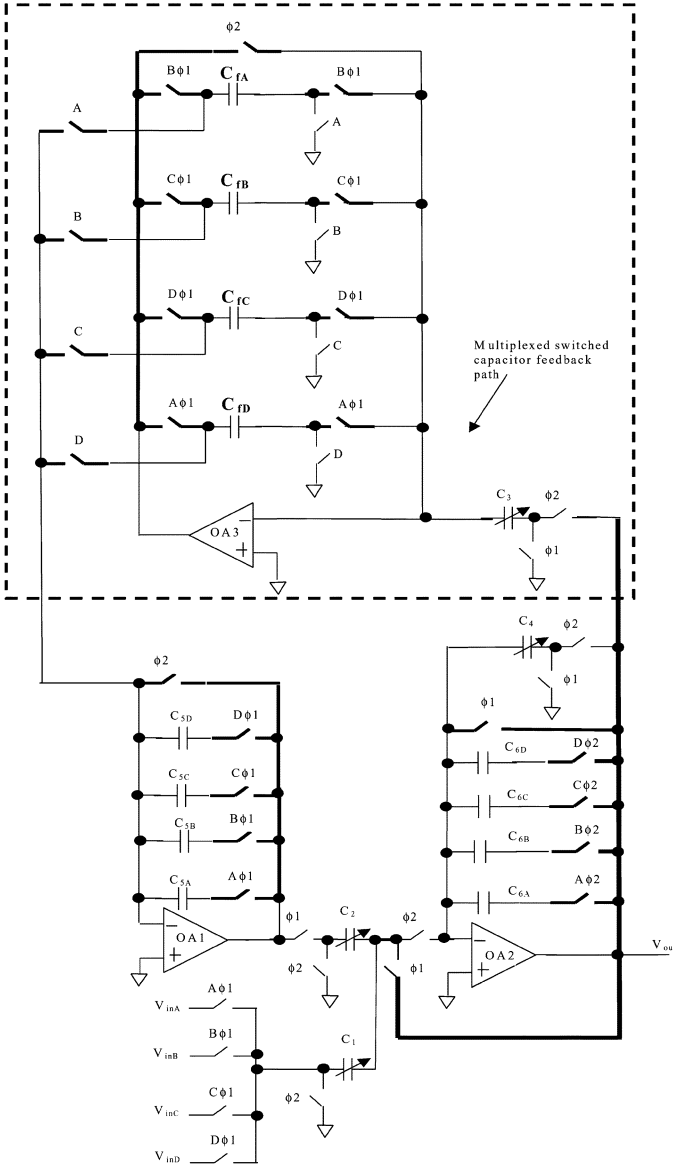 ϕ2
Bϕ1 CfA Bϕ1
A
A
Cϕ1 CfB Cϕ1
B
B
Dϕ1 CfC Dϕ1
C
C
Multiplexed switched
capacitor feedback
path
Aϕ1 CfD Aϕ1
D
D
C3 ϕ2
OA3
ϕ1
C4 ϕ2
ϕ2
ϕ1
C5D Dϕ1
ϕ1
C6D Dϕ2
C5C Cϕ1
C6C Cϕ2
C5B Bϕ1
C6B Bϕ2
C5A Aϕ1
C6A Aϕ2
ϕ1 C2 ϕ2
OA1
OA2
Vou
ϕ2
ϕ1
VinA Aϕ1
VinB Bϕ1
C1
VinC Cϕ1
ϕ2
VinD Dϕ1